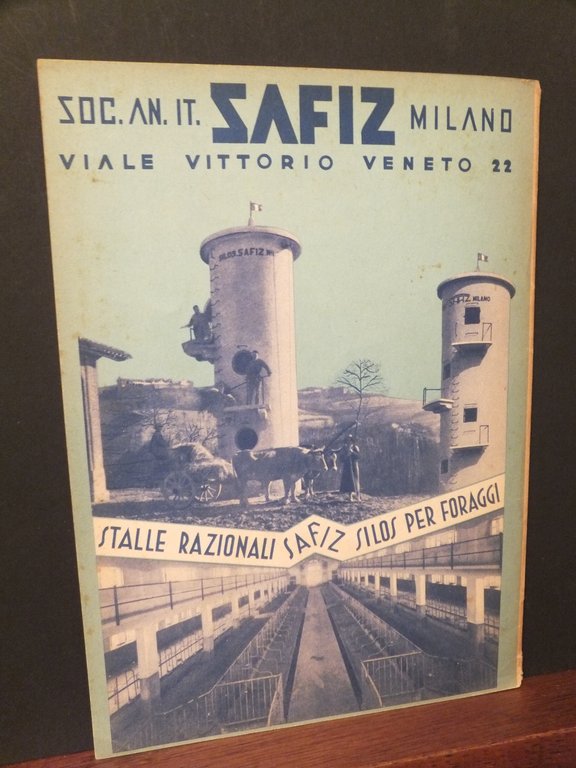 SOC. AN. IT. SAFIZ MILANO
VIALE VITTORIO VENETO 22
SILOS SAFIZ MI
SAFIZ MILANO
STALLE RAZIONALI SAFIZ SILOS PER FORAGGI